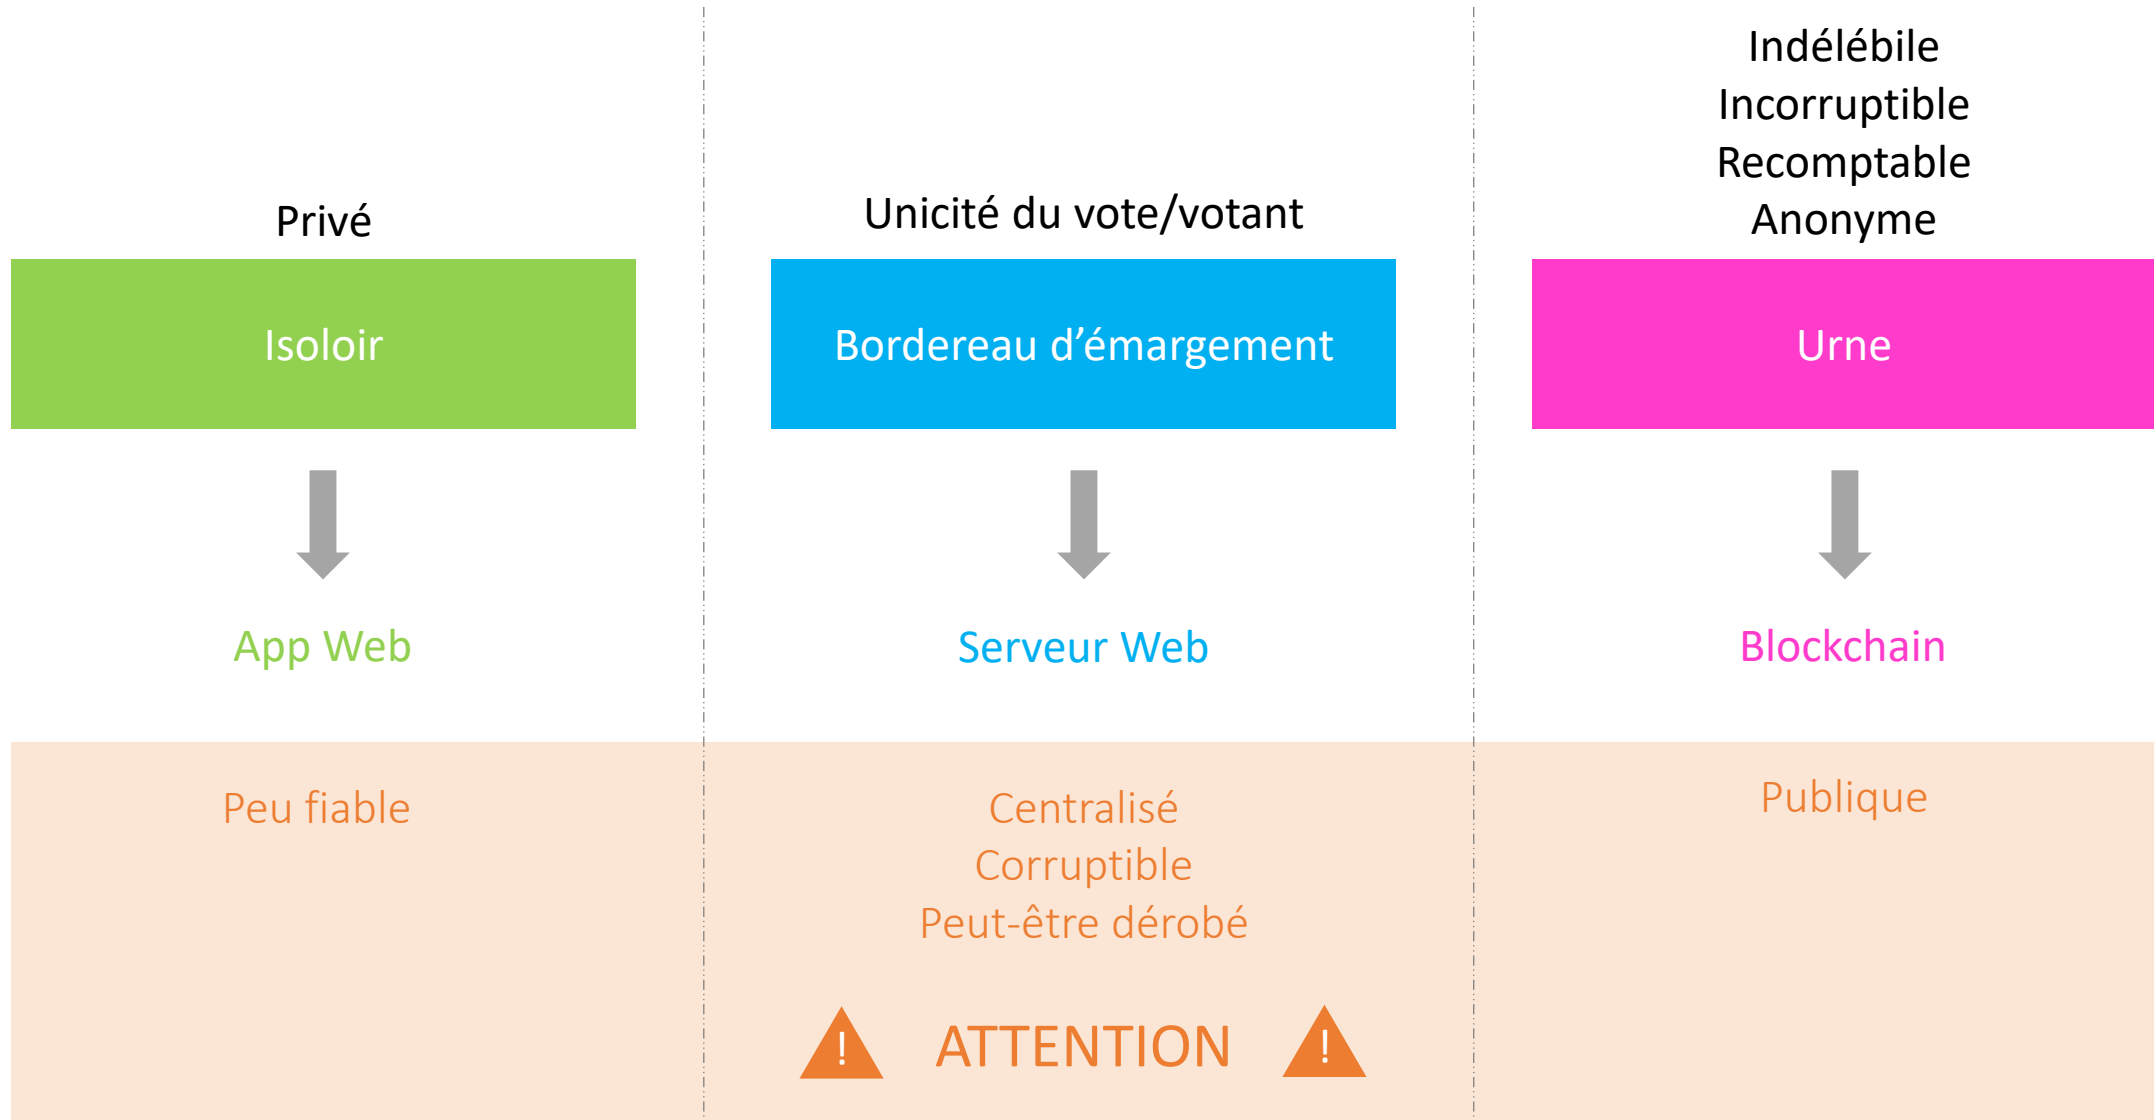 Privé
Isoloir
App Web
Peu fiable
Unicité du vote/votant
Bordereau d’émargement
Serveur Web
Centralisé
Corruptible
Peut-être dérobé
! ATTENTION !
Indélébile
Incorruptible
Recomptable
Anonyme
Urne
Blockchain
Publique